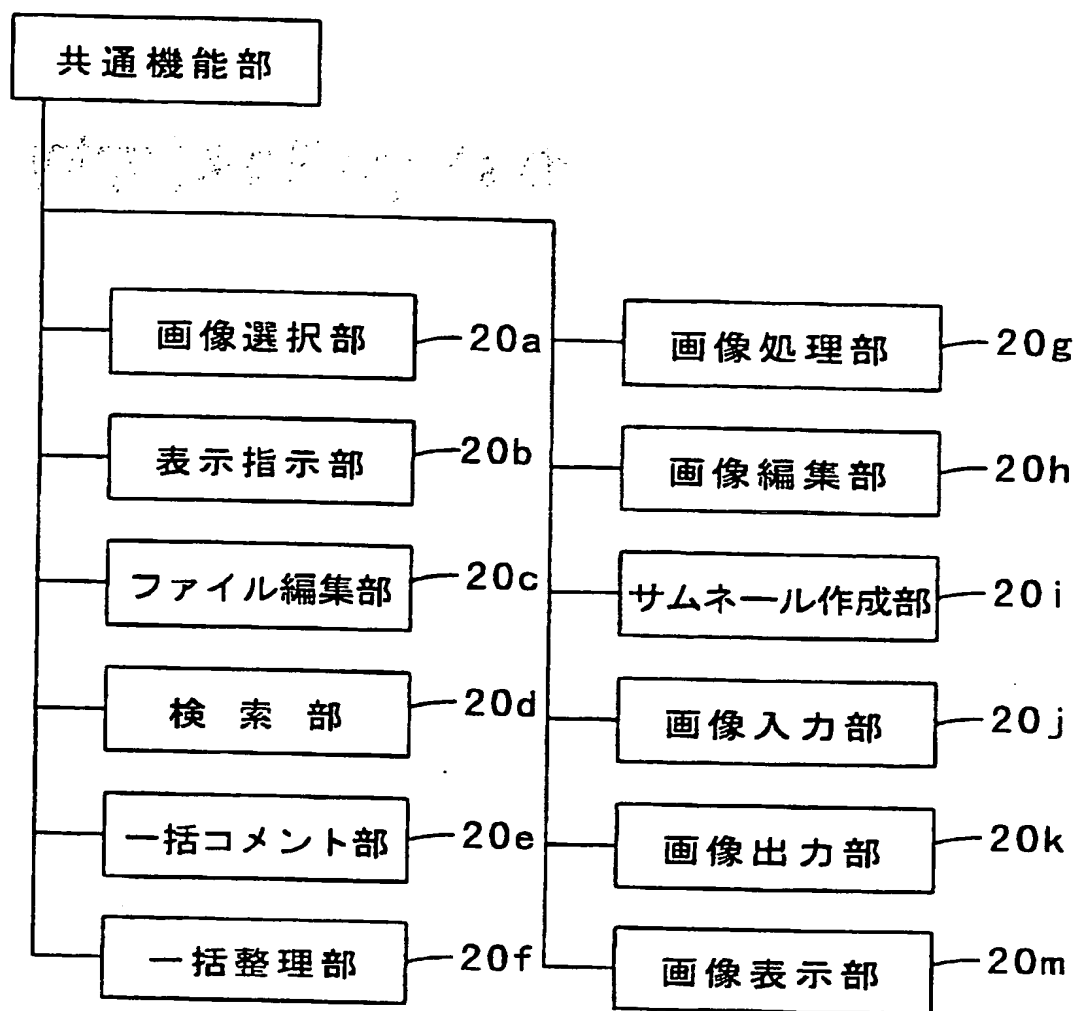 共通機能部
画像選択部 20a
表示指示部 20b
ファイル編集部 20c
検索部 20d
一括コメント部 20e
一括整理部 20f
画像処理部 20g
画像編集部 20h
サムネール作成部 20i
画像入力部 20j
画像出力部 20k
画像表示部 20m